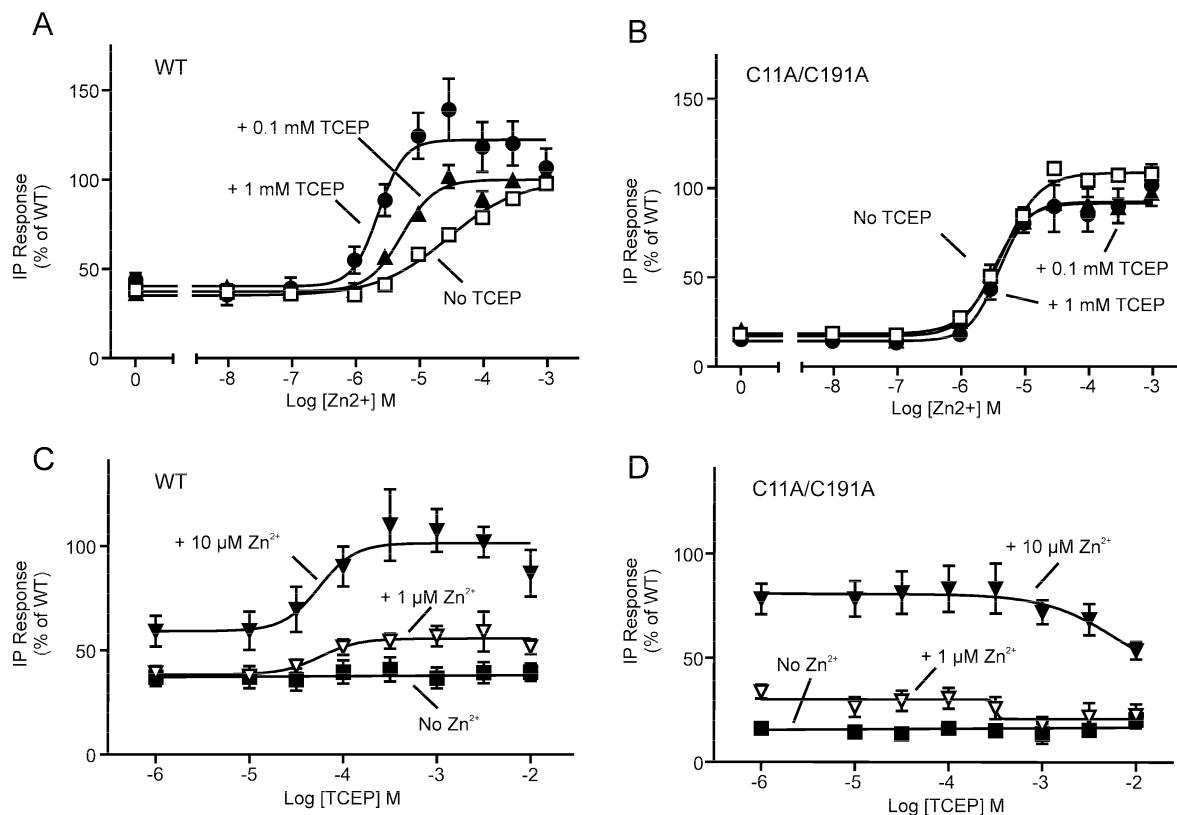 A
WT
IP Response
(% of WT)
150
100
50
0
+ 0.1 mM TCEP
+ 1 mM TCEP
No TCEP
0 -8 -7 -6 -5 -4 -3
Log [Zn2+] M
B
C11A/C191A
IP Response
(% of WT)
150
100
50
0
No TCEP
+ 0.1 mM TCEP
+ 1 mM TCEP
0 -8 -7 -6 -5 -4 -3
Log [Zn2+] M
C
WT
IP Response
(% of WT)
100
50
0
+ 10 µM Zn²⁺
+ 1 µM Zn²⁺
No Zn²⁺
-6 -5 -4 -3 -2
Log [TCEP] M
D
C11A/C191A
IP Response
(% of WT)
100
50
0
+ 10 µM Zn²⁺
No Zn²⁺
+ 1 µM Zn²⁺
-6 -5 -4 -3 -2
Log [TCEP] M